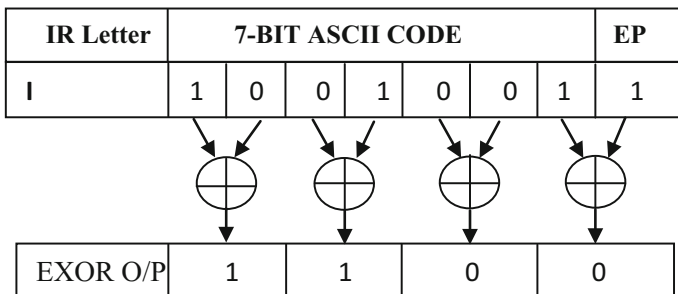 IR Letter 7-BIT ASCII CODE EP
I 1 0 0 1 0 0 1 1
EXOR O/P 1 1 0 0